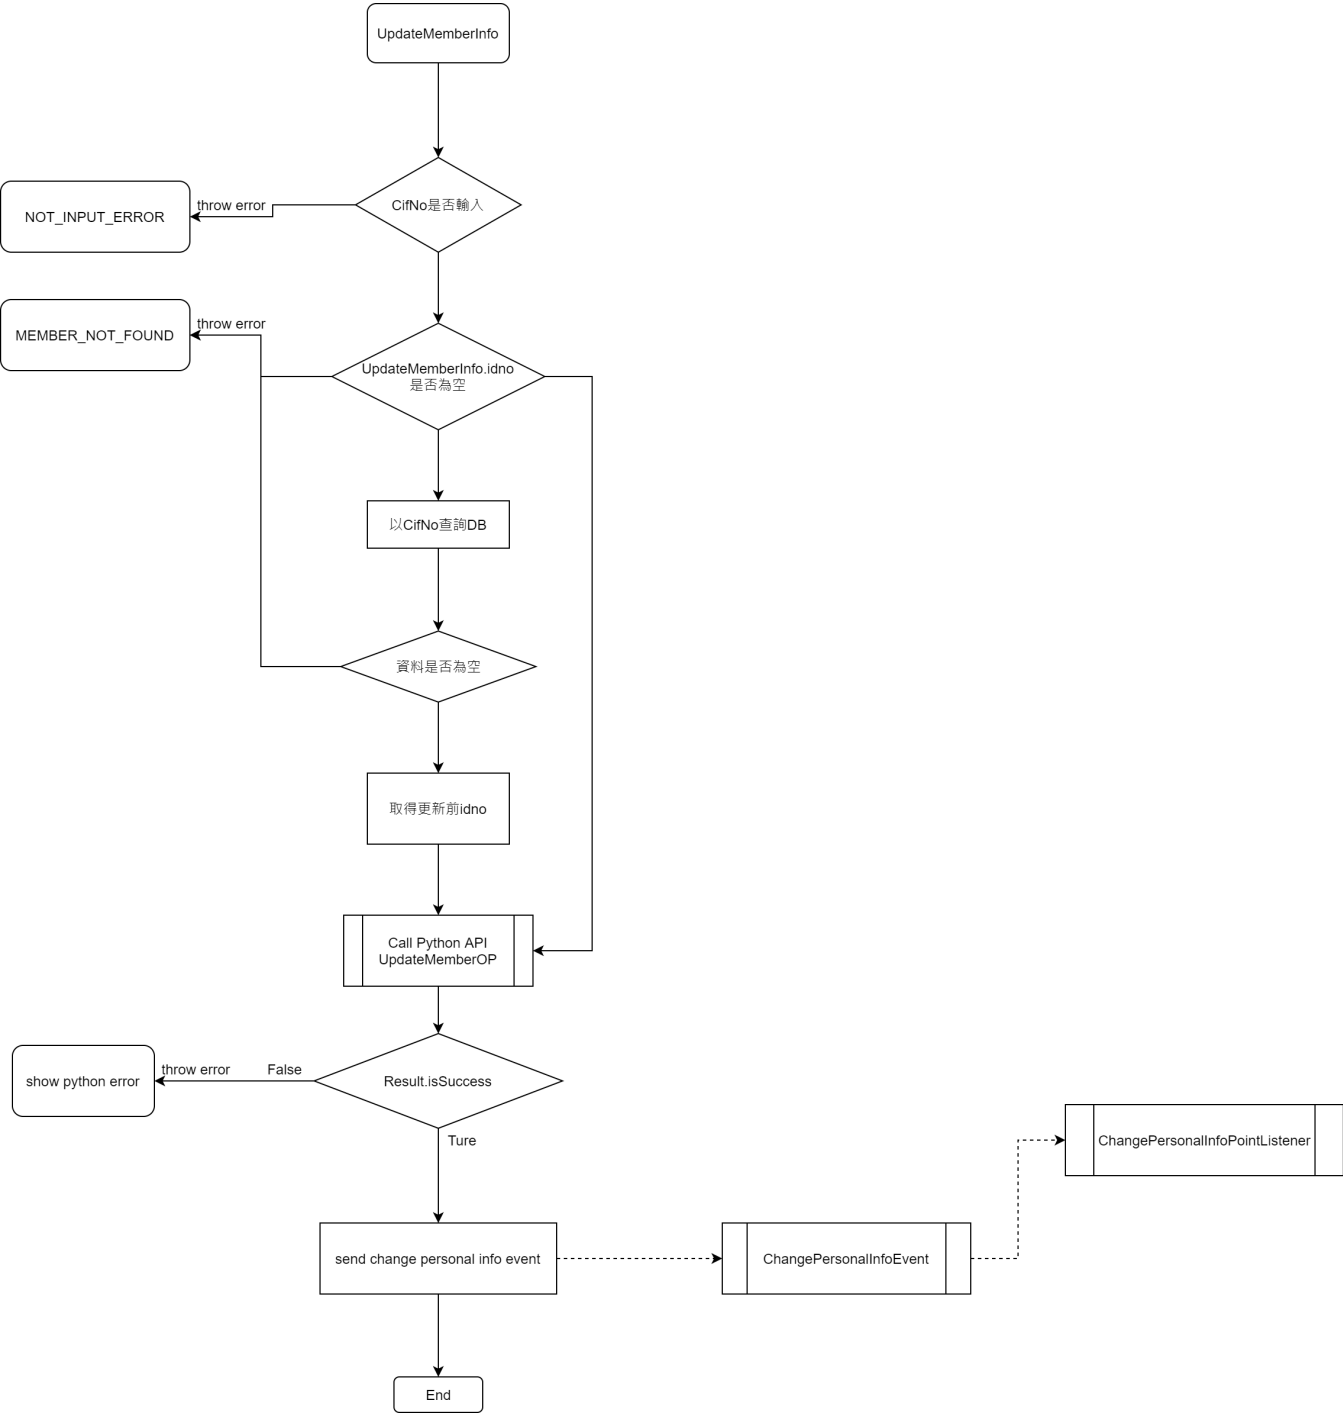 UpdateMemberInfo
CifNo是否輸入
throw error
NOT_INPUT_ERROR
throw error
MEMBER_NOT_FOUND
UpdateMemberInfo.idno
是否為空
以CifNo查詢DB
資料是否為空
取得更新前idno
Call Python API
UpdateMemberOP
Result.isSuccess
False
throw error
show python error
Ture
send change personal info event
ChangePersonalInfoEvent
ChangePersonalInfoPointListener
End